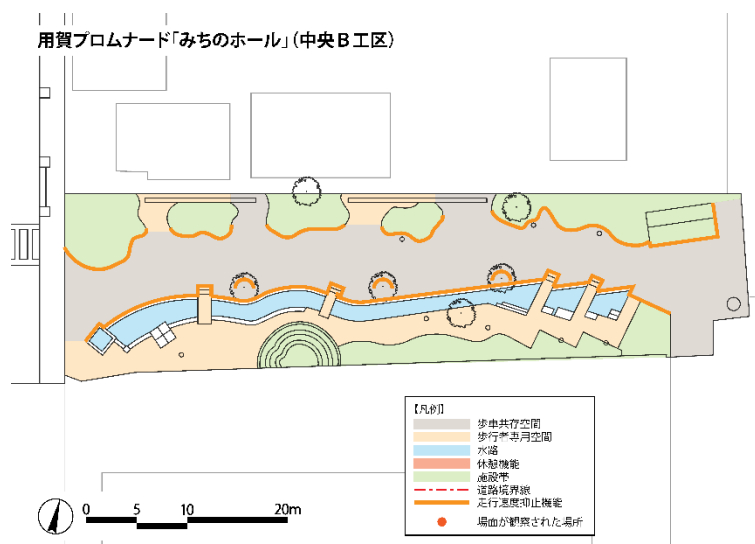 用賀プロムナード「みちのホール」(中央B工区)
【凡例】
歩車共存空間
歩行者専用空間
水路
休憩機能
施設帯
道路境界線
走行速度抑止機能
場面が観察された場所
0 5 10 20m